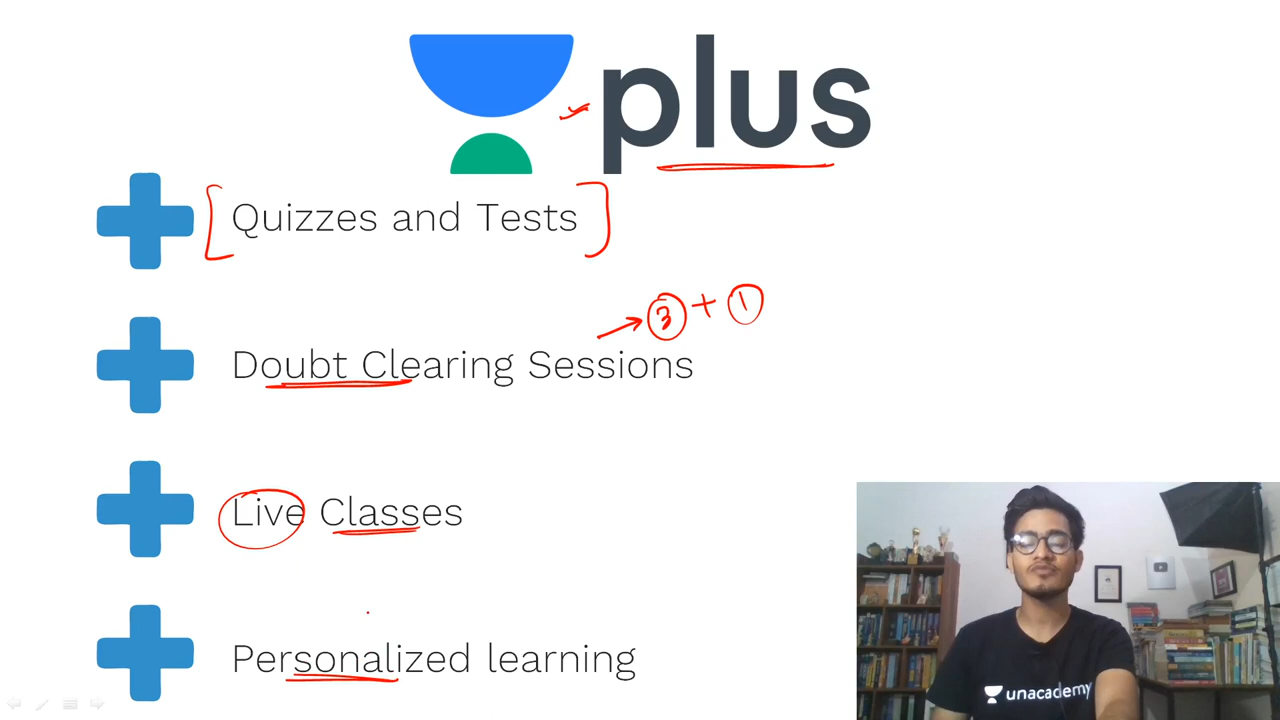 plus
Quizzes and Tests
→ 3 + 1
Doubt Clearing Sessions
Live Classes
Personalized learning
unacademy